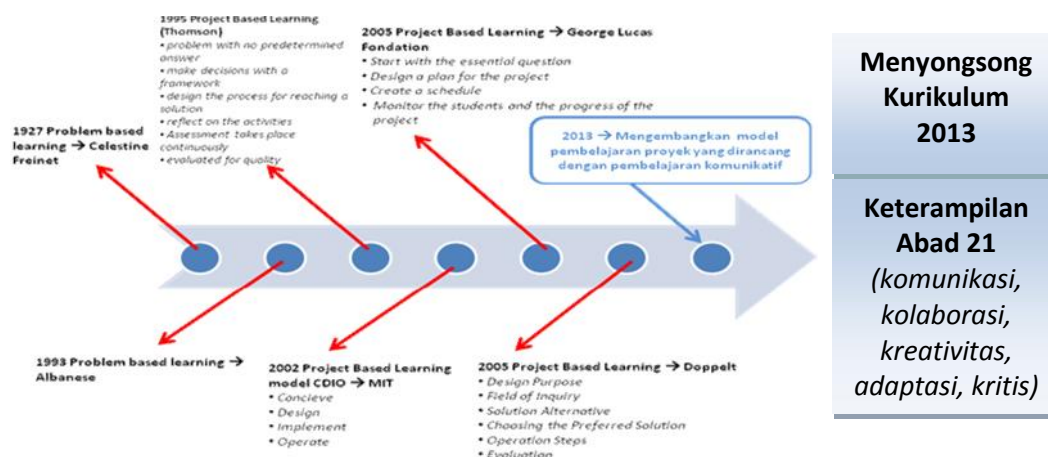 1995 Project Based Learning
(Thomson)
• problem with no predetermined
answer
• make decisions with a
framework
• design the process for reaching a
solution
• reflect on the activities
• Assessment takes place
continuously
• evaluated for quality
2005 Project Based Learning → George Lucas
Fondation
• Start with the essential question
• Design a plan for the project
• Create a schedule
• Monitor the students and the progress of the
project
1927 Problem based
learning → Celestine
Freinet
2013 → Mengembangkan model
pembelajaran proyek yang dirancang
dengan pembelajaran komunikatif
1993 Problem based learning →
Albanese
2002 Project Based Learning
model CDIO → MIT
• Concieve
• Design
• Implement
• Operate
2005 Project Based Learning → Doppelt
• Design Purpose
• Field of Inquiry
• Solution Alternative
• Choosing the Preferred Solution
• Operation Steps
• Evaluation
Menyongsong
Kurikulum
2013
Keterampilan
Abad 21
(komunikasi,
kolaborasi,
kreativitas,
adaptasi, kritis)